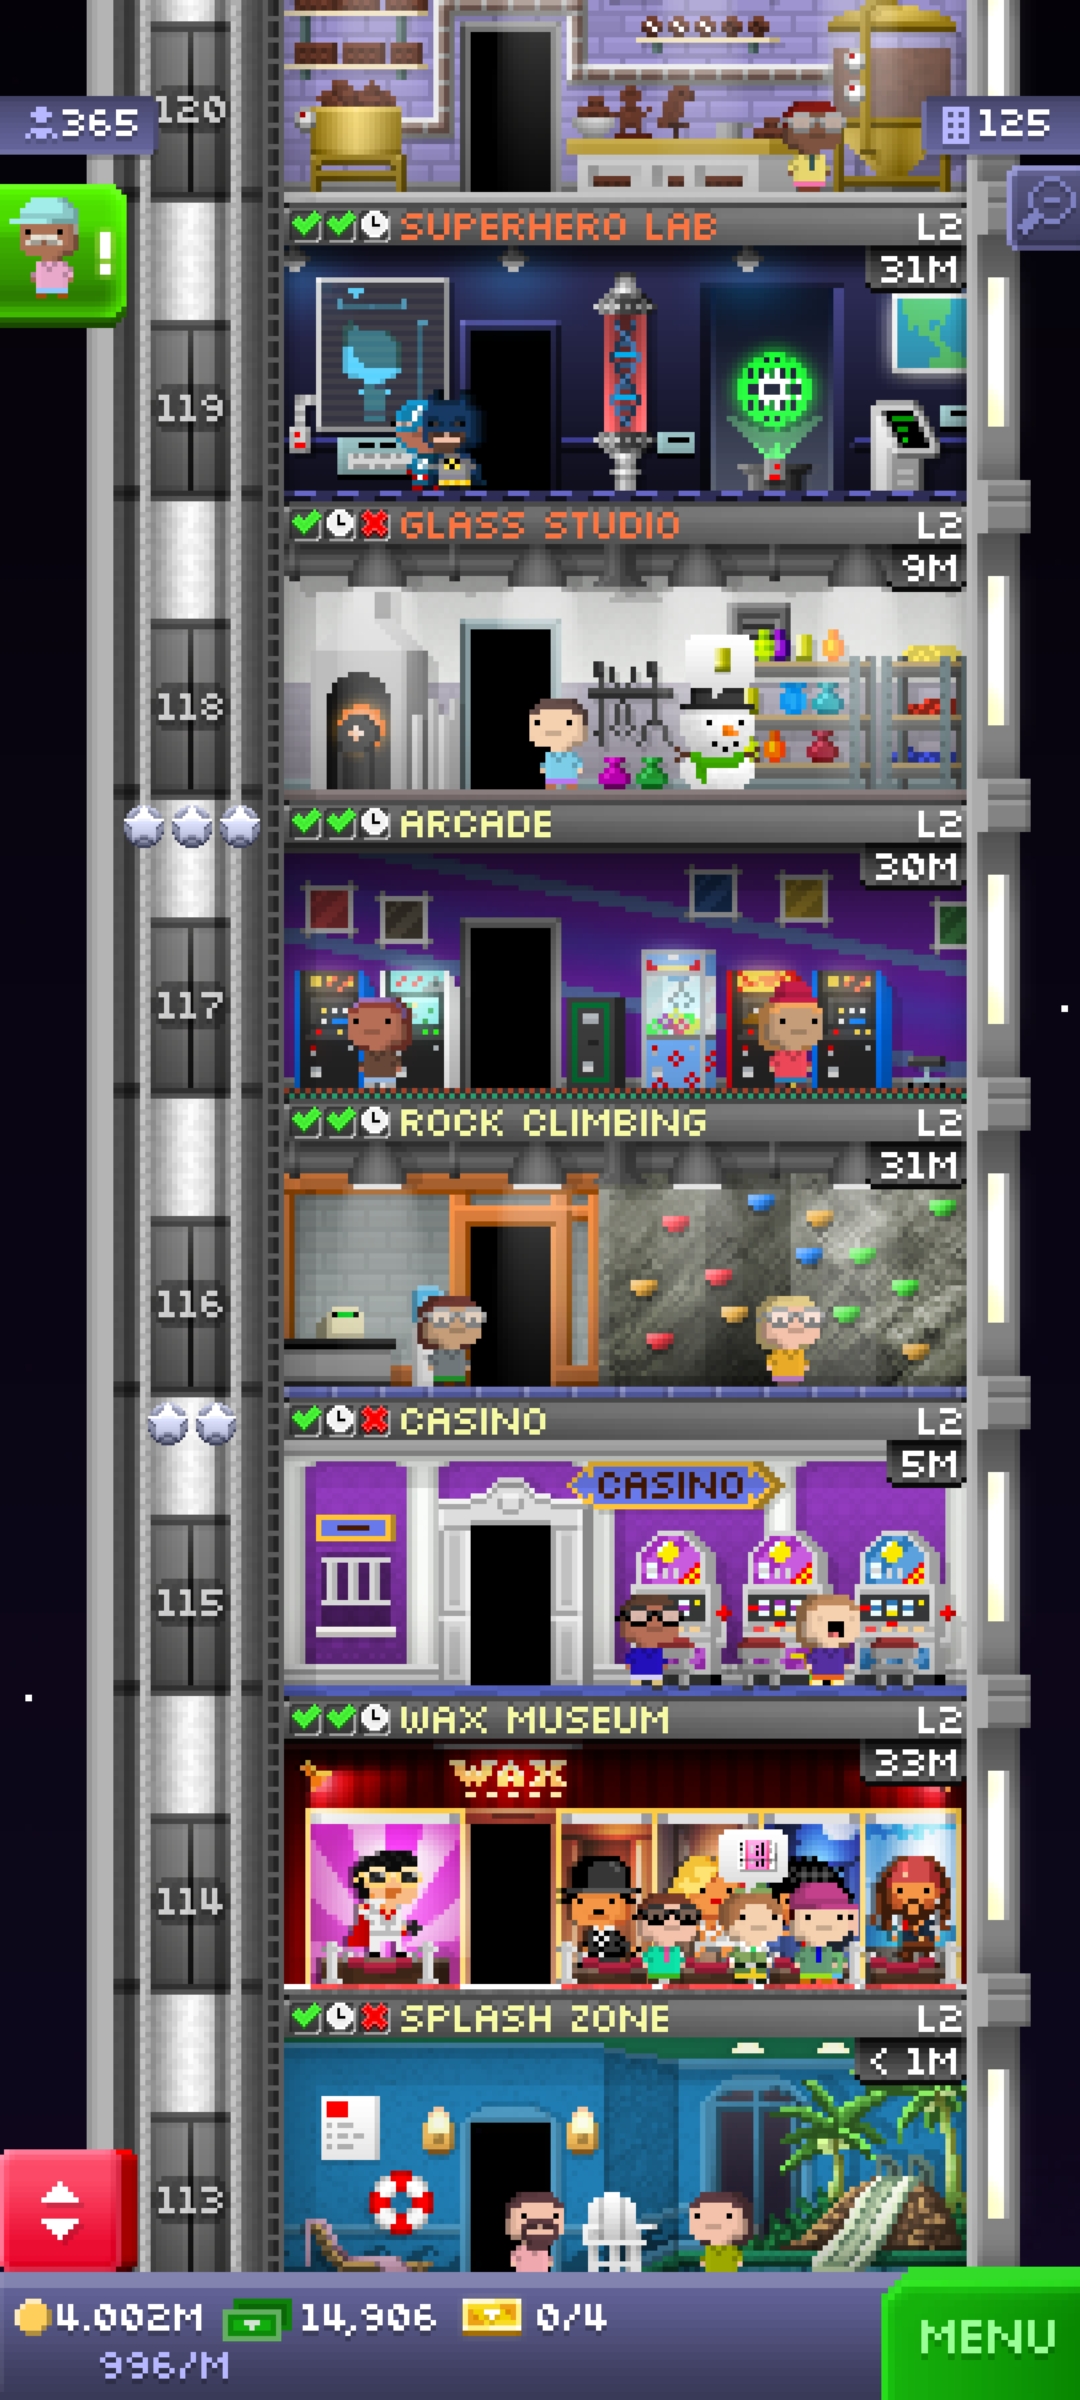 120
365
125
SUPERHERO LAB L2
31M
119
GLASS STUDIO L2
9M
118
ARCADE L2
30M
117
ROCK CLIMBING L2
31M
116
CASINO L2
5M
CASINO
115
WAX MUSEUM L2
33M
WAX
114
SPLASH ZONE L2
< 1M
113
4.002M 14,906 0/4
996/M
MENU